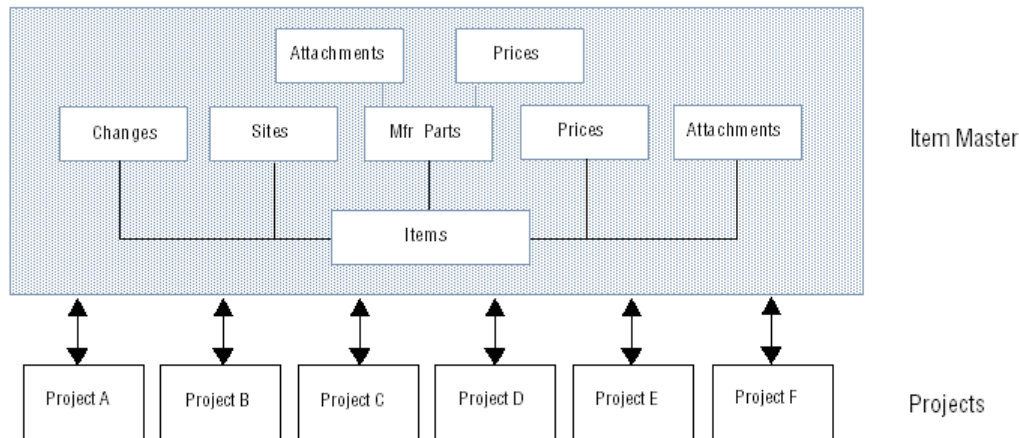 Attachments
Prices
Changes
Sites
Mfr Parts
Prices
Attachments
Item Master
Items
Project A
Project B
Project C
Project D
Project E
Project F
Projects